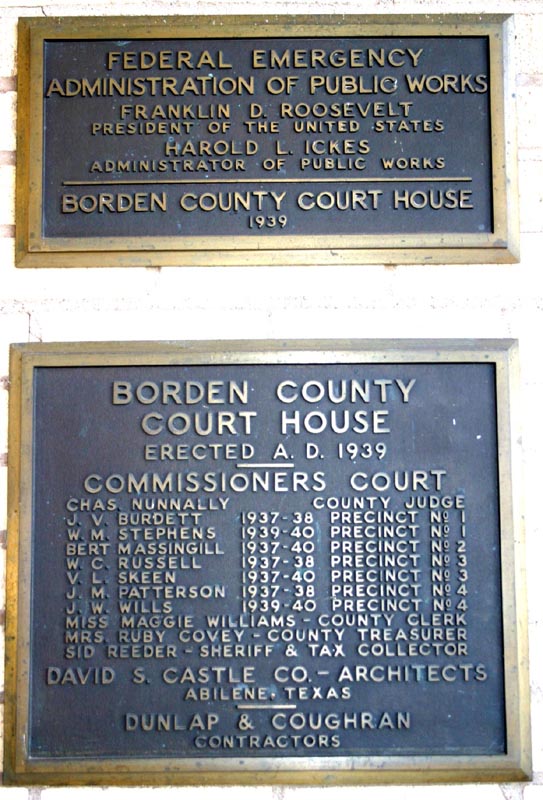 FEDERAL EMERGENCY
ADMINISTRATION OF PUBLIC WORKS
FRANKLIN D. ROOSEVELT
PRESIDENT OF THE UNITED STATES
HAROLD L. ICKES
ADMINISTRATOR OF PUBLIC WORKS
BORDEN COUNTY COURT HOUSE
1939
BORDEN COUNTY
COURT HOUSE
ERECTED A. D. 1939
COMMISSIONERS COURT
CHAS. NUNNALLY COUNTY JUDGE
J. V. BURDETT 1937-38 PRECINCT Nº 1
W. M. STEPHENS 1939-40 PRECINCT Nº 1
BERT MASSINGILL 1937-40 PRECINCT Nº 2
W. C. RUSSELL 1937-38 PRECINCT Nº 3
V. L. SKEEN 1937-40 PRECINCT Nº 3
J. M. PATTERSON 1937-38 PRECINCT Nº 4
J. W. WILLS 1939-40 PRECINCT Nº 4
MISS MAGGIE WILLIAMS - COUNTY CLERK
MRS. RUBY COVEY - COUNTY TREASURER
SID REEDER - SHERIFF & TAX COLLECTOR
DAVID S. CASTLE CO. - ARCHITECTS
ABILENE, TEXAS
DUNLAP & COUGHRAN
CONTRACTORS